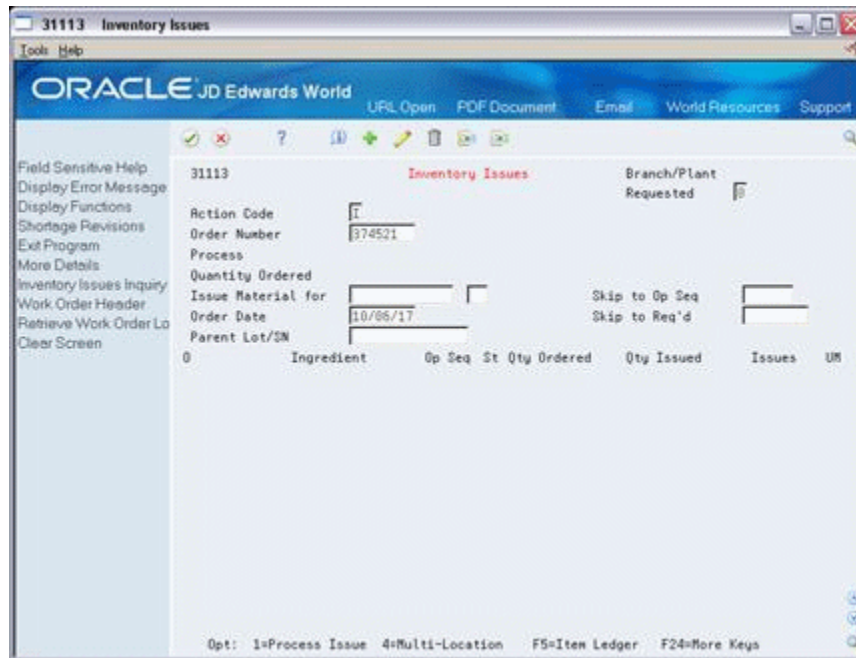 31113 Inventory Issues
Tools Help
ORACLE JD Edwards World
URL Open PDF Document Email World Resources Support
Field Sensitive Help
Display Error Message
Display Functions
Shortage Revisions
Exit Program
More Details
Inventory Issues Inquiry
Work Order Header
Retrieve Work Order Lo
Clear Screen
31113 Inventory Issues Branch/Plant
Requested
Action Code I
Order Number 374521
Process
Quantity Ordered
Issue Material for Skip to Op Seq
Order Date 10/06/17 Skip to Req'd
Parent Lot/SN
O Ingredient Op Seq St Qty Ordered Qty Issued Issues UM
Opt: 1=Process Issue 4=Multi-Location F5=Item Ledger F24=More Keys